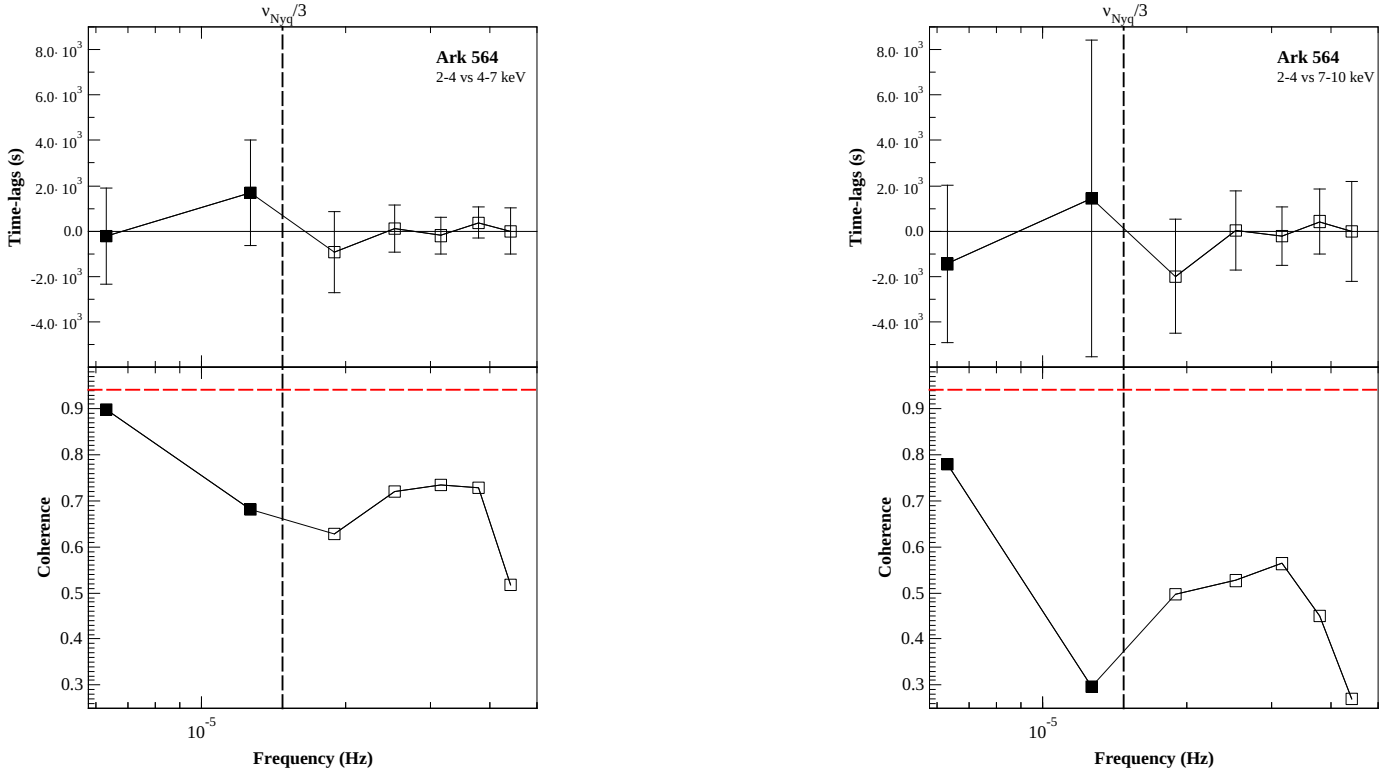 ν_Nyq/3
Ark 564
2-4 vs 4-7 keV
8.0· 10^3
6.0· 10^3
4.0· 10^3
2.0· 10^3
0.0
-2.0· 10^3
-4.0· 10^3
Time-lags (s)
0.9
0.8
0.7
0.6
0.5
0.4
0.3
Coherence
10^-5
Frequency (Hz)
ν_Nyq/3
Ark 564
2-4 vs 7-10 keV
8.0· 10^3
6.0· 10^3
4.0· 10^3
2.0· 10^3
0.0
-2.0· 10^3
-4.0· 10^3
Time-lags (s)
0.9
0.8
0.7
0.6
0.5
0.4
0.3
Coherence
10^-5
Frequency (Hz)